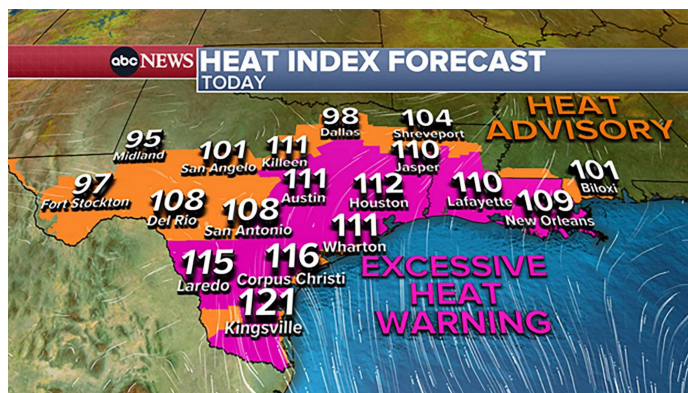 abc NEWS
HEAT INDEX FORECAST
TODAY
HEAT
ADVISORY
98
Dallas
104
Shreveport
95
Midland
101
San Angelo
111
Killeen
110
Jasper
97
Fort Stockton
108
Del Rio
108
San Antonio
111
Austin
112
Houston
110
Lafayette
109
New Orleans
101
Biloxi
111
Wharton
115
Laredo
116
Corpus Christi
121
Kingsville
EXCESSIVE
HEAT
WARNING